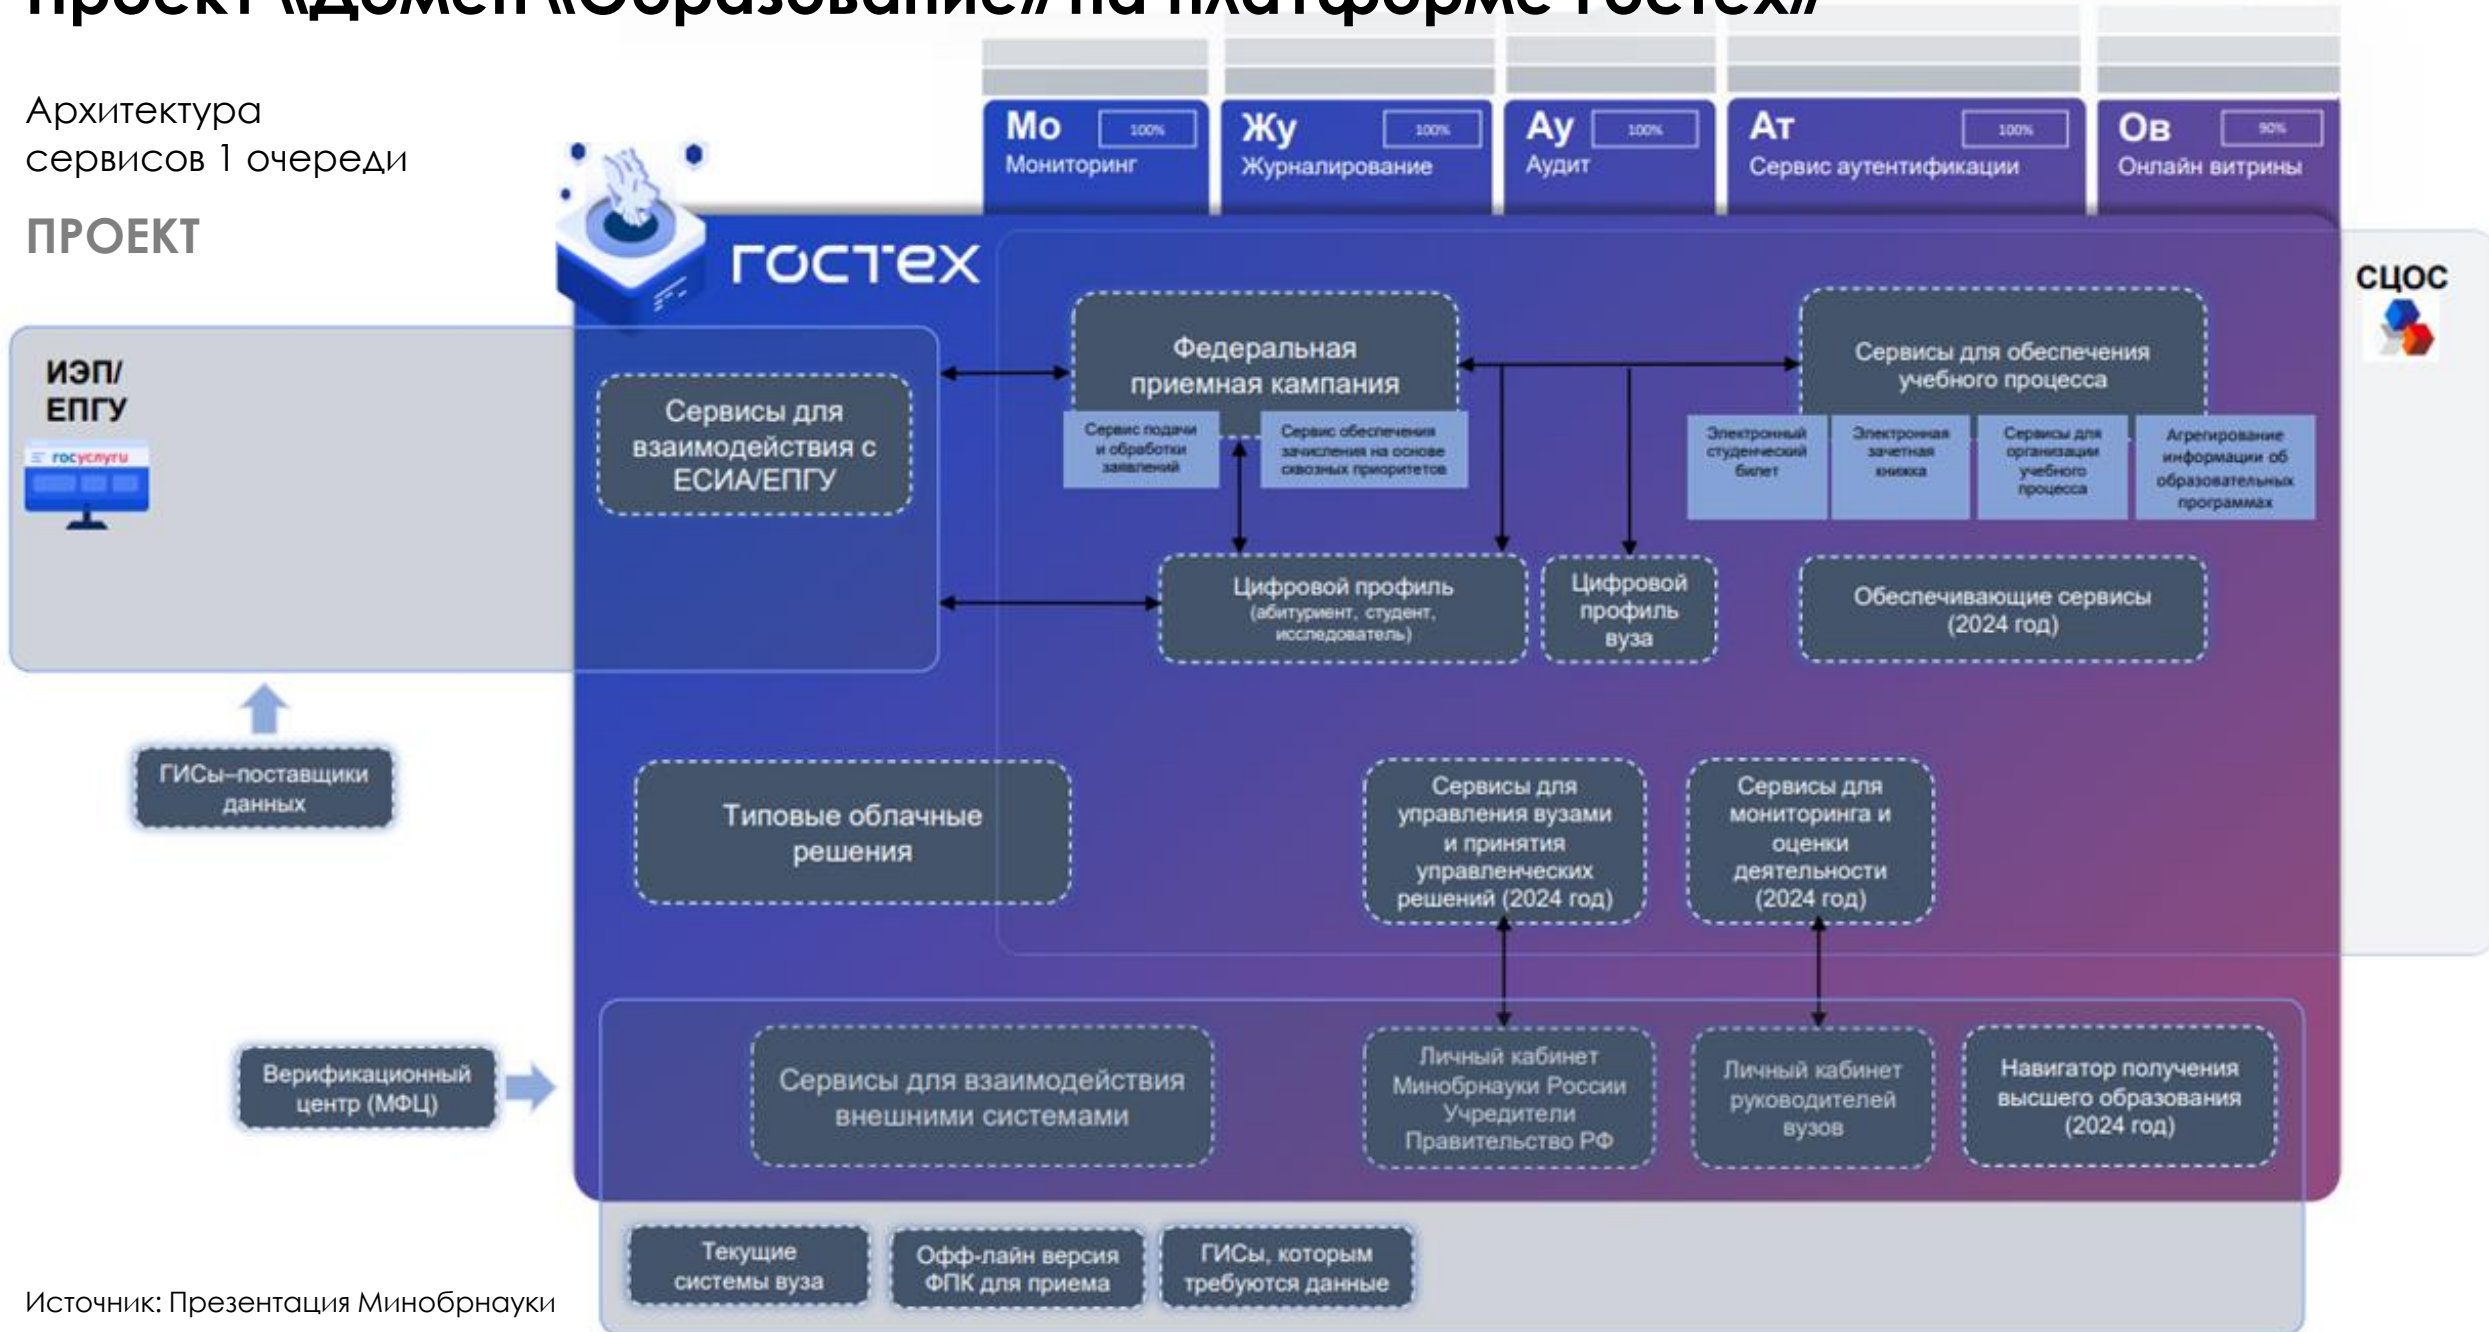 Проект «Домен «Образование» на платформе ГосТех»
Архитектура
сервисов 1 очереди
ПРОЕКТ
Мо
100%
Мониторинг
Жу
100%
Журналирование
Ау
100%
Аудит
Ат
100%
Сервис аутентификации
Ов
90%
Онлайн витрины
гостех
СЦОС
ИЭП/
ЕПГУ
госуслуги
Сервисы для
взаимодействия с
ЕСИА/ЕПГУ
Федеральная
приемная кампания
Сервис подачи
и обработки
заявлений
Сервис обеспечения
зачисления на основе
сквозных приоритетов
Сервисы для обеспечения
учебного процесса
Электронный
студенческий
билет
Электронная
зачетная
книжка
Сервисы для
организации
учебного
процесса
Агрегирование
информации об
образовательных
программах
Цифровой профиль
(абитуриент, студент,
исследователь)
Цифровой
профиль
вуза
Обеспечивающие сервисы
(2024 год)
ГИСы–поставщики
данных
Типовые облачные
решения
Сервисы для
управления вузами
и принятия
управленческих
решений (2024 год)
Сервисы для
мониторинга и
оценки
деятельности
(2024 год)
Верификационный
центр (МФЦ)
Сервисы для взаимодействия
внешними системами
Личный кабинет
Минобрнауки России
Учредители
Правительство РФ
Личный кабинет
руководителей
вузов
Навигатор получения
высшего образования
(2024 год)
Текущие
системы вуза
Офф-лайн версия
ФПК для приема
ГИСы, которым
требуются данные
Источник: Презентация Минобрнауки